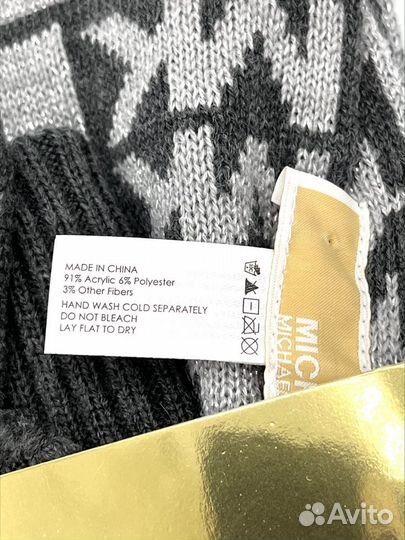 MADE IN CHINA
91% Acrylic 6% Polyester
3% Other Fibers
HAND WASH COLD SEPARATELY
DO NOT BLEACH
LAY FLAT TO DRY
MICH
MICHAE
Avito